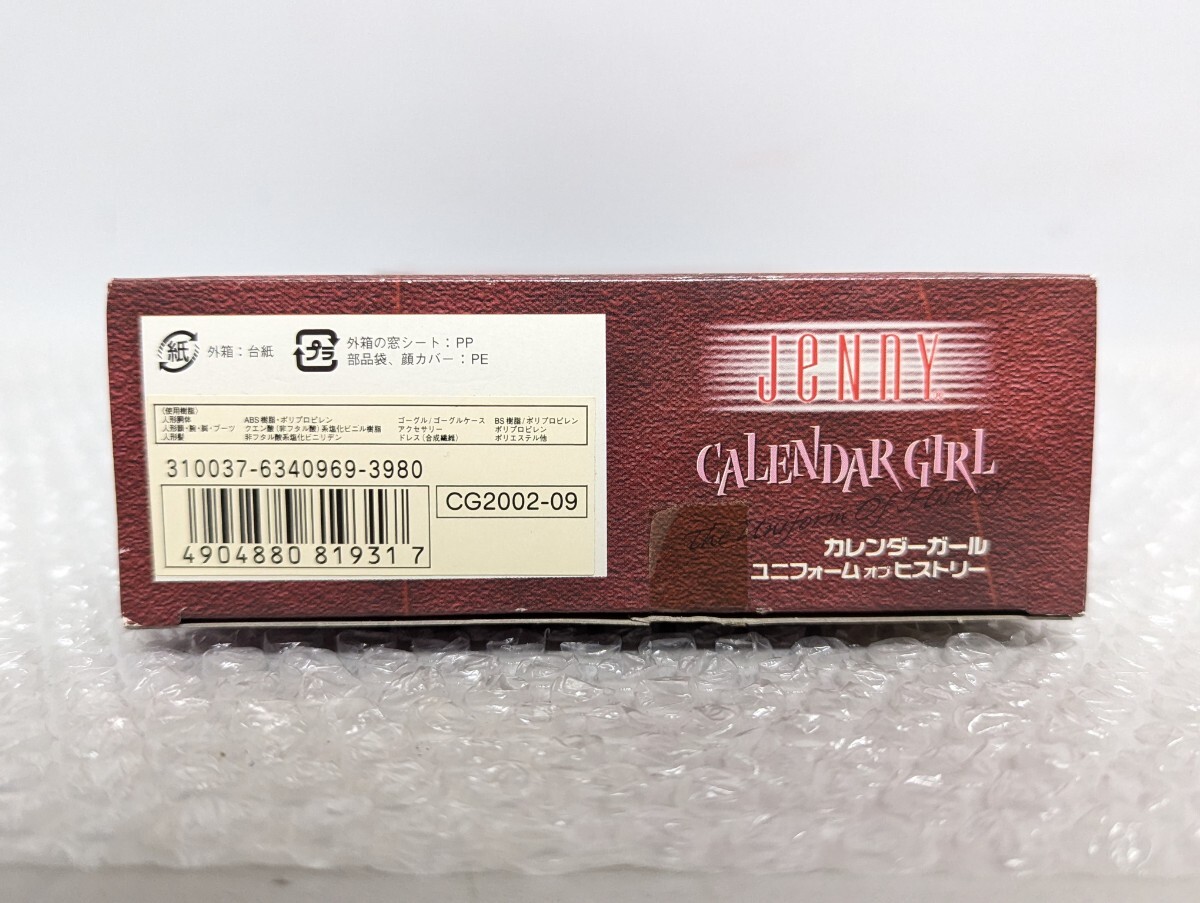 紙
外箱：台紙
プラ
外箱の窓シート：PP
部品袋、顔カバー：PE
〈使用樹脂〉
人形胴体 ABS樹脂・ポリプロピレン ゴーグル/ゴーグルケース BS樹脂/ポリプロピレン
人形頭・腕・脚・ブーツ クエン酸(非フタル酸)系塩化ビニル樹脂 アクセサリー ポリプロピレン
人形髪 非フタル酸系塩化ビニリデン ドレス(合成繊維) ポリエステル他
310037-6340969-3980
CG2002-09
4904880 819317
JeNNY®
CALENDAR GIRL
the Uniform Of History
カレンダーガール
ユニフォーム オブ ヒストリー